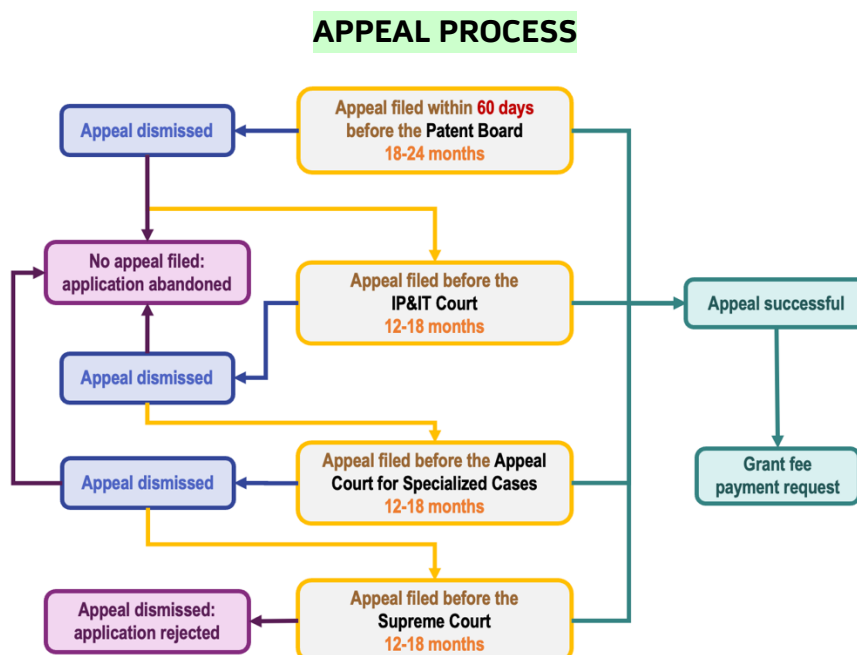 APPEAL PROCESS
Appeal dismissed
Appeal filed within 60 days
before the Patent Board
18-24 months
No appeal filed:
application abandoned
Appeal filed before the
IP&IT Court
12-18 months
Appeal successful
Appeal dismissed
Appeal dismissed
Appeal filed before the Appeal
Court for Specialized Cases
12-18 months
Grant fee
payment request
Appeal dismissed:
application rejected
Appeal filed before the
Supreme Court
12-18 months